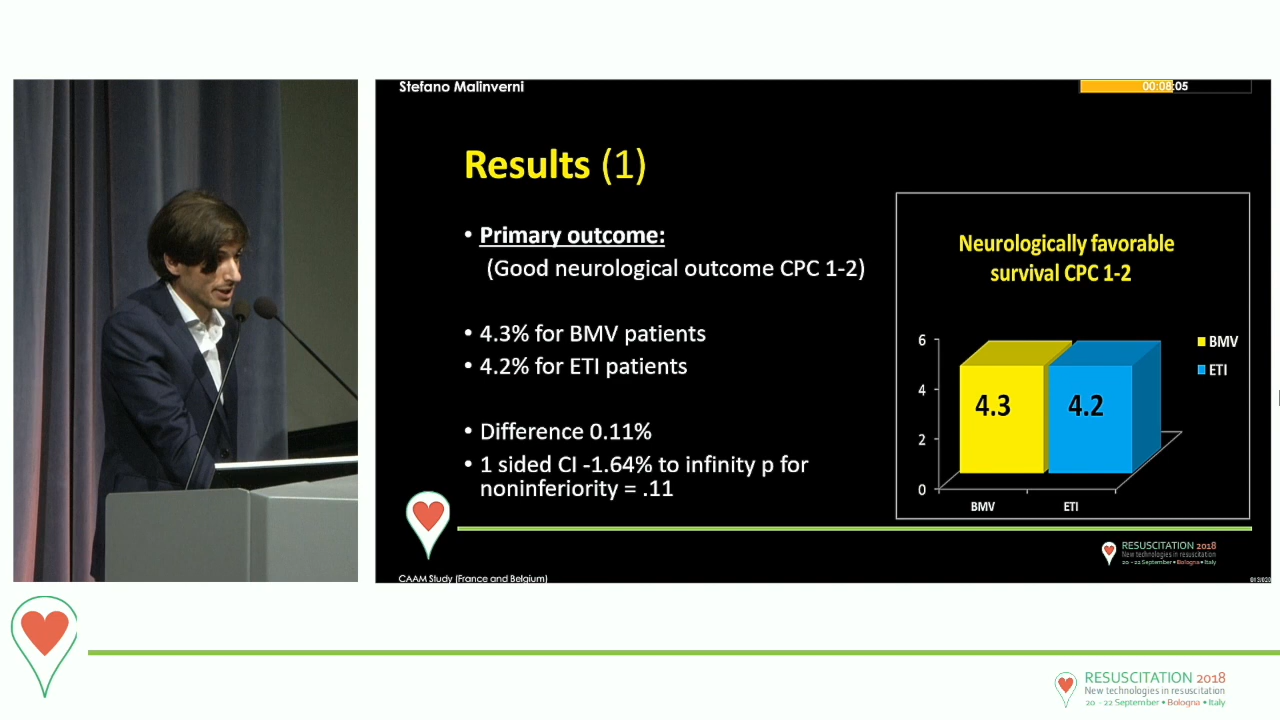 Stefano Malinverni
00:08:05
Results (1)
• Primary outcome:
(Good neurological outcome CPC 1-2)
• 4.3% for BMV patients
• 4.2% for ETI patients
• Difference 0.11%
• 1 sided CI -1.64% to infinity p for
noninferiority = .11
Neurologically favorable
survival CPC 1-2
6
4
2
0
4.3
4.2
BMV
ETI
BMV
ETI
RESUSCITATION 2018
New technologies in resuscitation
20 - 22 September • Bologna • Italy
CAAM Study (France and Belgium)
RESUSCITATION 2018
New technologies in resuscitation
20 - 22 September • Bologna • Italy